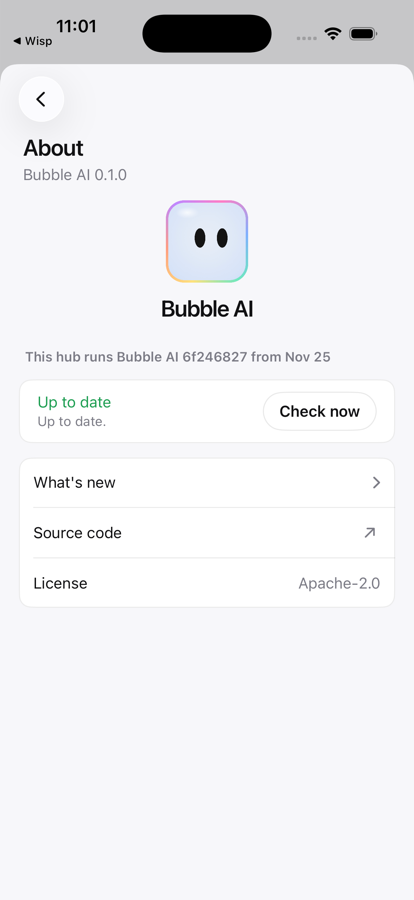 11:01
◀ Wisp
About
Bubble AI 0.1.0
Bubble AI
This hub runs Bubble AI 6f246827 from Nov 25
Up to date
Up to date.
Check now
What's new
Source code
License
Apache-2.0